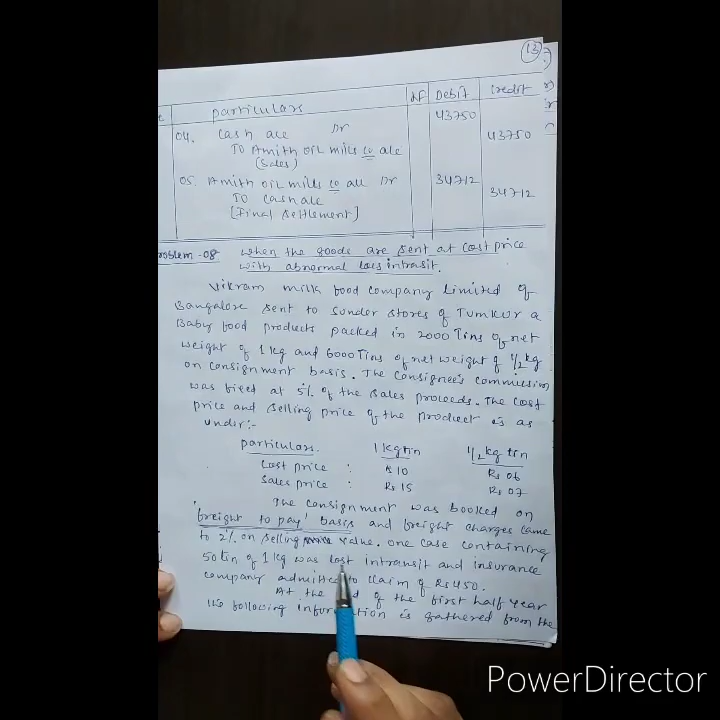 13
Particulars LF Debit Credit
04. Cash a/c Dr 43750
To Amith oil mills co a/c 43750
(Sales)
05. Amith oil mills co a/c Dr 34712
To cash a/c 34712
[Final Settlement]
roblem-08 when the goods are sent at cost price
with abnormal loss intransit.
Vikram milk food company Limited of
Bangalore sent to Sunder stores of Tumkur a
Baby food products packed in 2000 Tins of net
weight of 1 kg and 6000 Tins of net weight of 1/2 kg
on consignment basis. The consignee's commission
was fixed at 5% of the sales proceeds. The cost
price and selling price of the product is as
under:-
particulars. 1 kg tin 1/2 kg tin
Cost price : Rs 10 Rs 06
Sales price : Rs 15 Rs 07
The consignment was booked on
'freight to pay' basis and freight charges came
to 2% on selling value. one case containing
50 tin of 1 kg was lost intransit and insurance
company admitted to claim of Rs 450.
At the of the first half year
the following information is gathered from the
PowerDirector